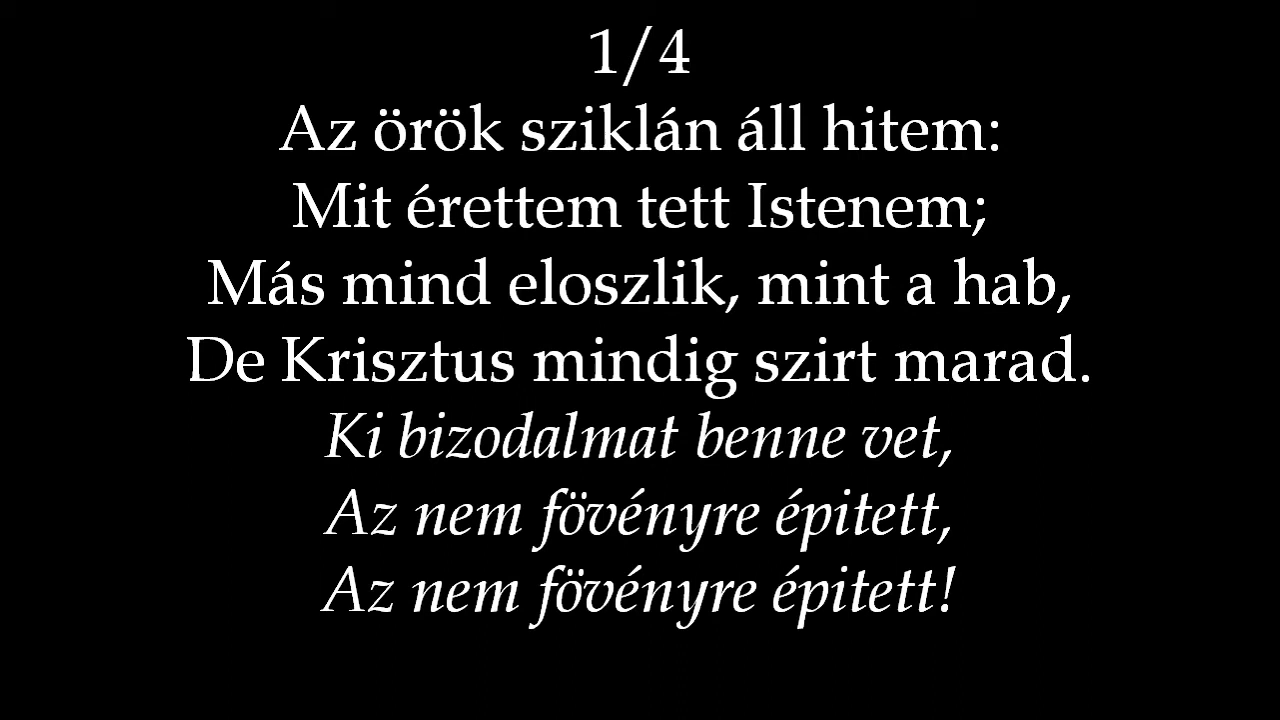 1/4
Az örök sziklán áll hitem:
Mit érettem tett Istenem;
Más mind eloszlik, mint a hab,
De Krisztus mindig szirt marad.
Ki bizodalmat benne vet,
Az nem fövényre épitett,
Az nem fövényre épitett!